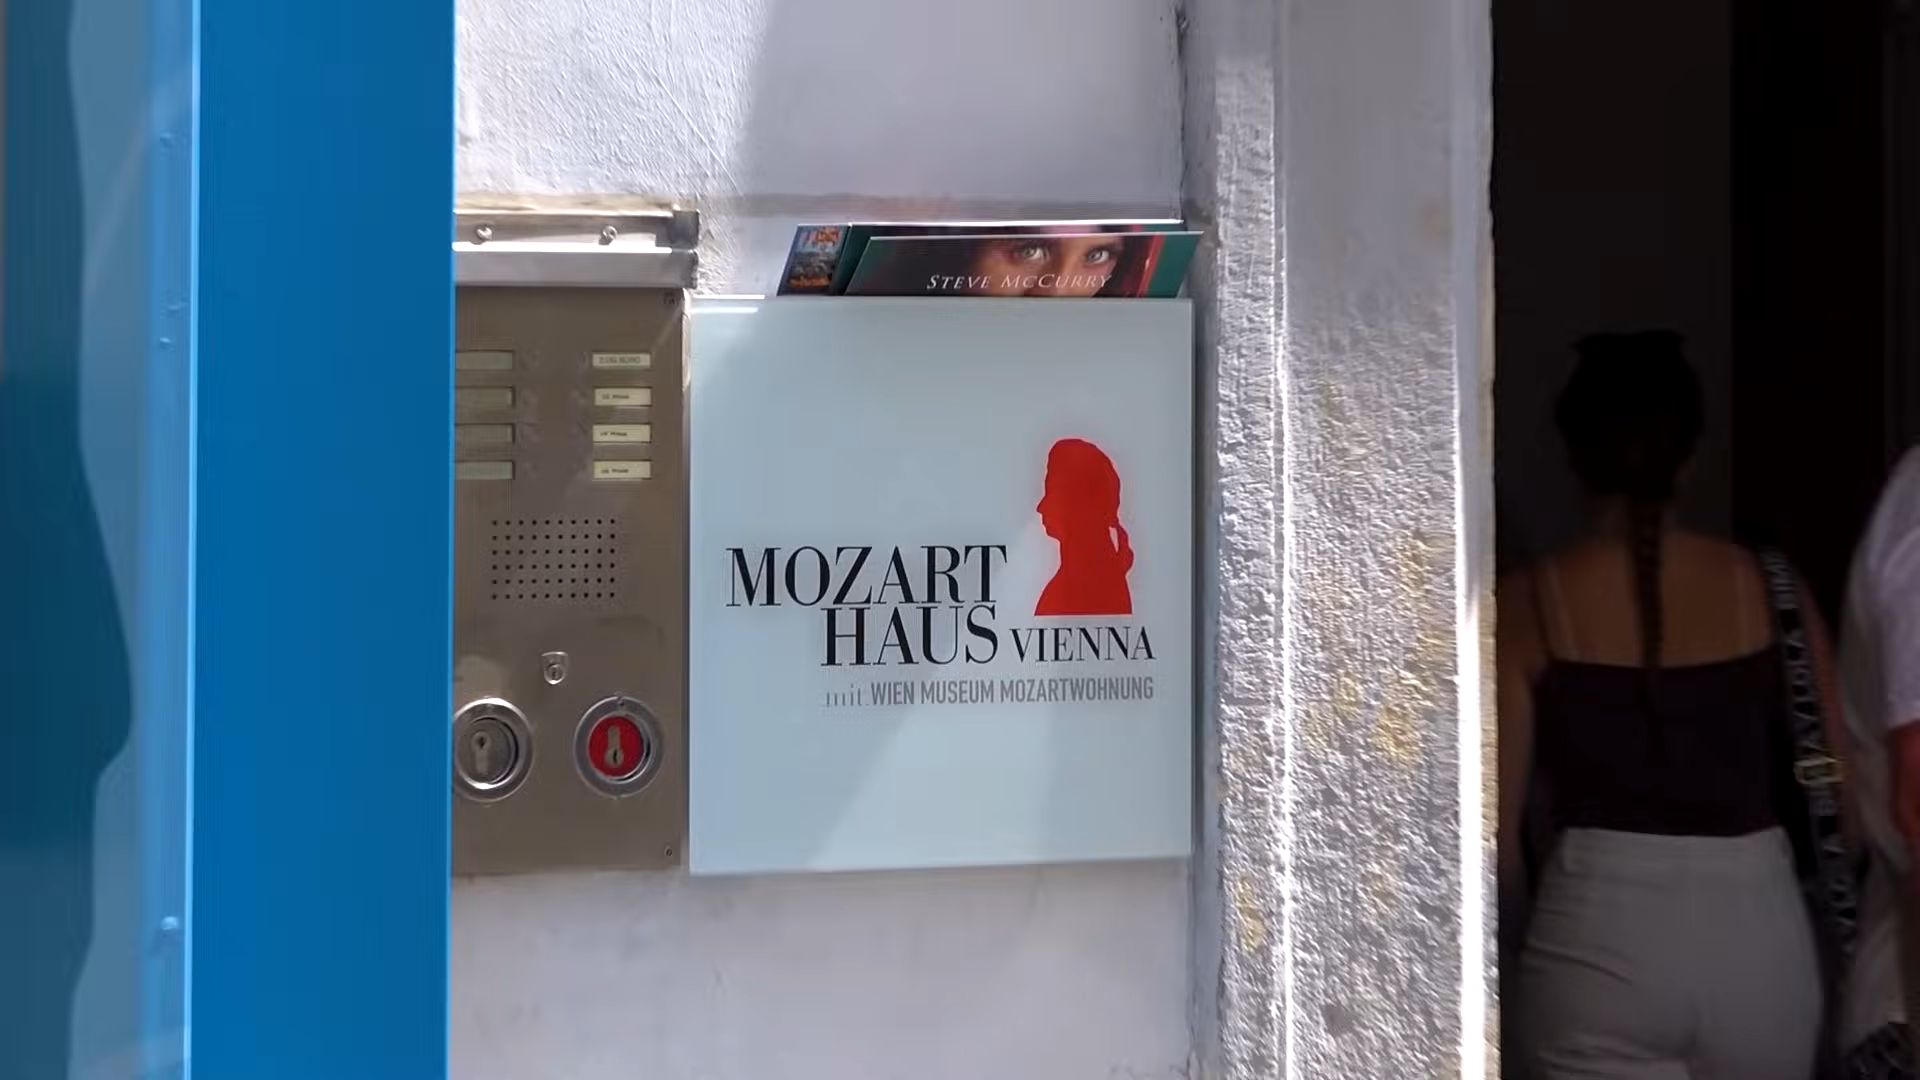 STEVE MCCURRY
MOZART
HAUS VIENNA
mit WIEN MUSEUM MOZARTWOHNUNG